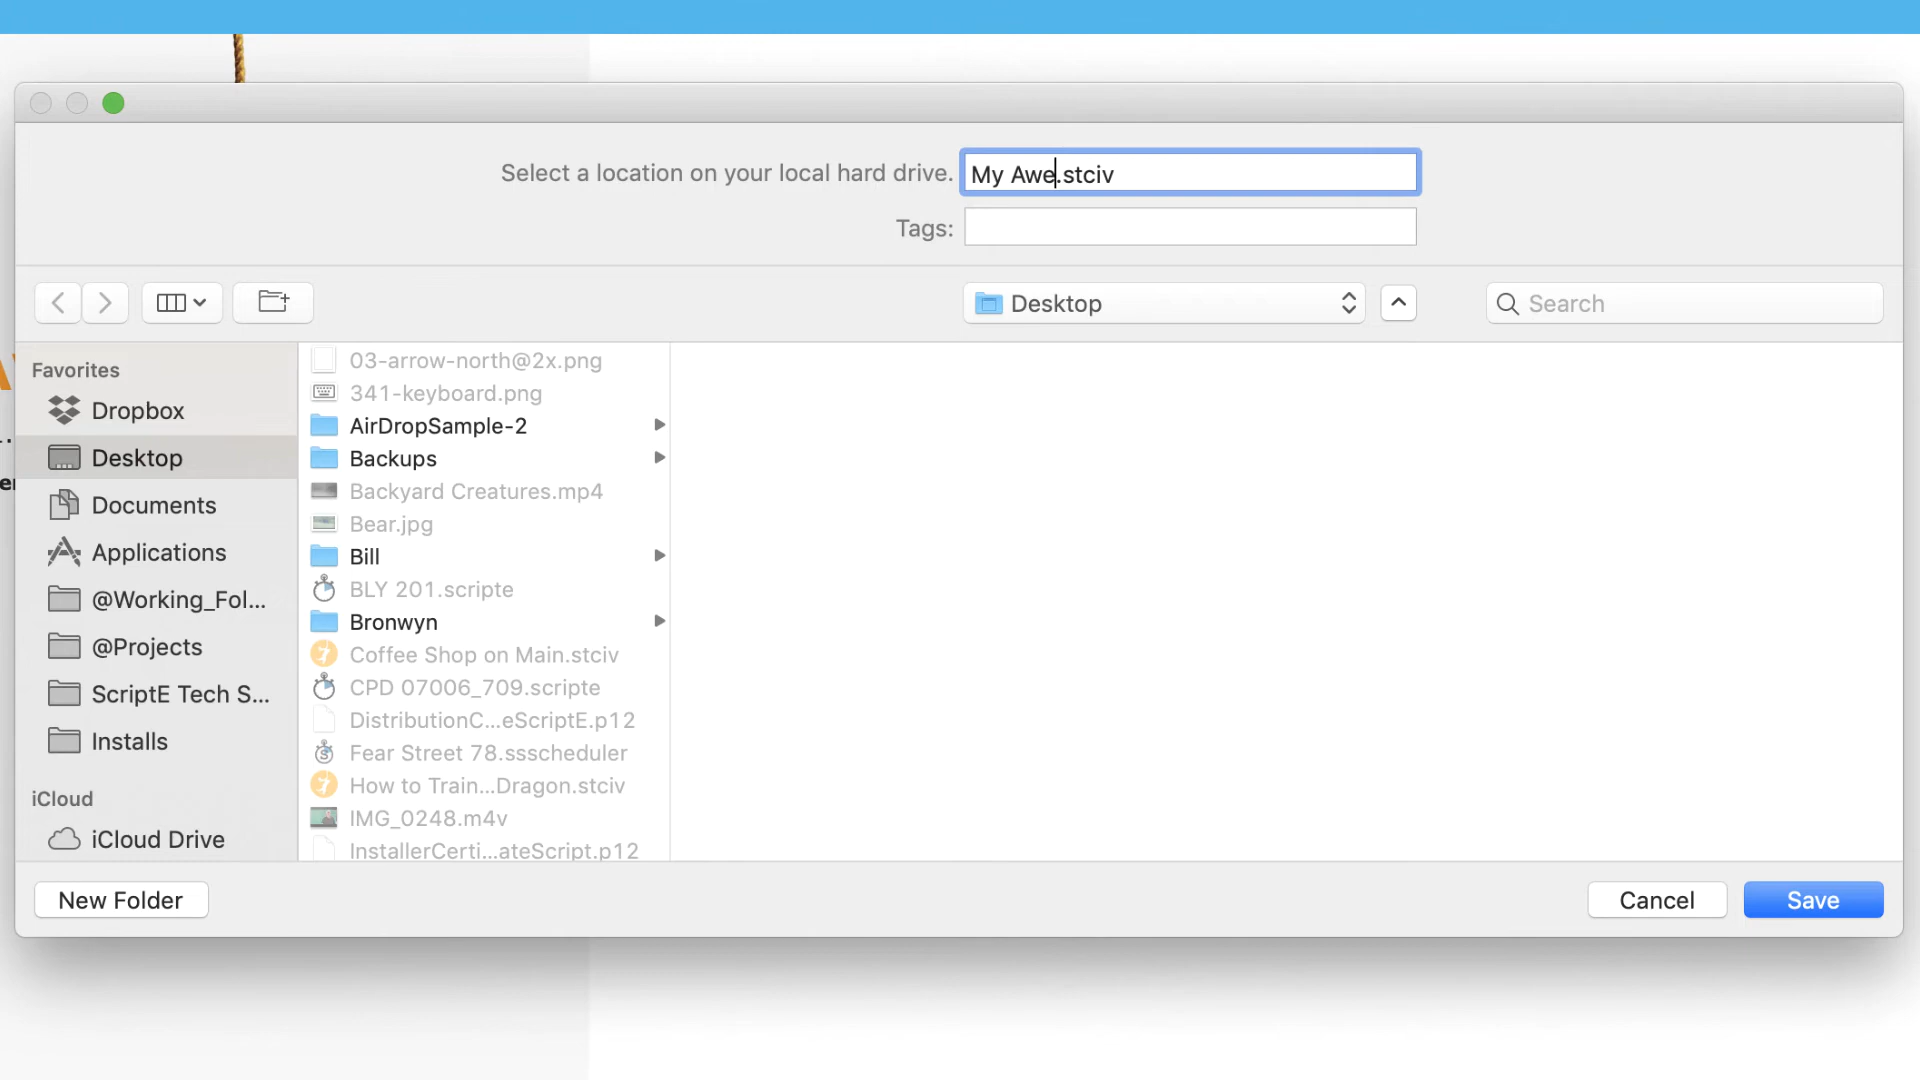 Select a location on your local hard drive.
My Awe.stciv
Tags:
Desktop
Search
Favorites
Dropbox
Desktop
Documents
Applications
@Working_Fol...
@Projects
ScriptE Tech S...
Installs
iCloud
iCloud Drive
03-arrow-north@2x.png
341-keyboard.png
AirDropSample-2
Backups
Backyard Creatures.mp4
Bear.jpg
Bill
BLY 201.scripte
Bronwyn
Coffee Shop on Main.stciv
CPD 07006_709.scripte
DistributionC...eScriptE.p12
Fear Street 78.ssscheduler
How to Train...Dragon.stciv
IMG_0248.m4v
InstallerCerti...ateScript.p12
New Folder
Cancel
Save